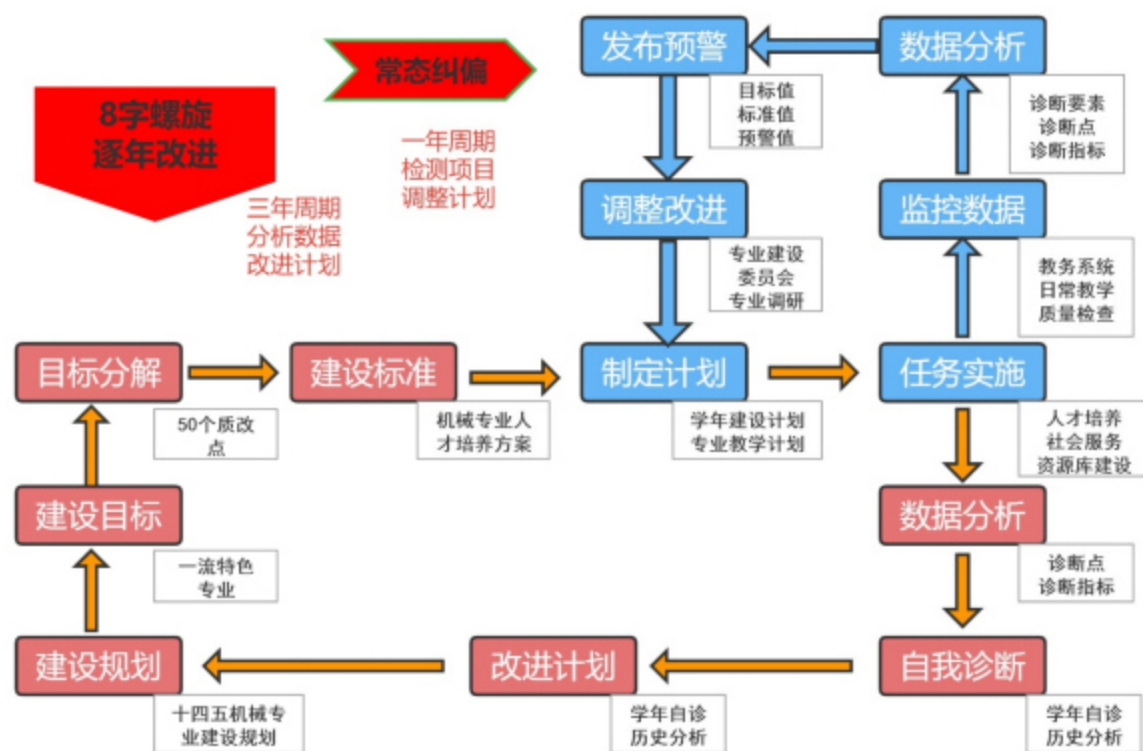 发布预警
数据分析
常态纠偏
目标值
标准值
预警值
诊断要素
诊断点
诊断指标
8字螺旋
逐年改进
一年周期
检测项目
调整计划
三年周期
分析数据
改进计划
调整改进
监控数据
专业建设
委员会
专业调研
教务系统
日常教学
质量检查
目标分解
建设标准
制定计划
任务实施
50个质改
点
机械专业人
才培养方案
学年建设计划
专业教学计划
人才培养
社会服务
资源库建设
建设目标
数据分析
一流特色
专业
诊断点
诊断指标
建设规划
改进计划
自我诊断
十四五机械专
业建设规划
学年自诊
历史分析
学年自诊
历史分析